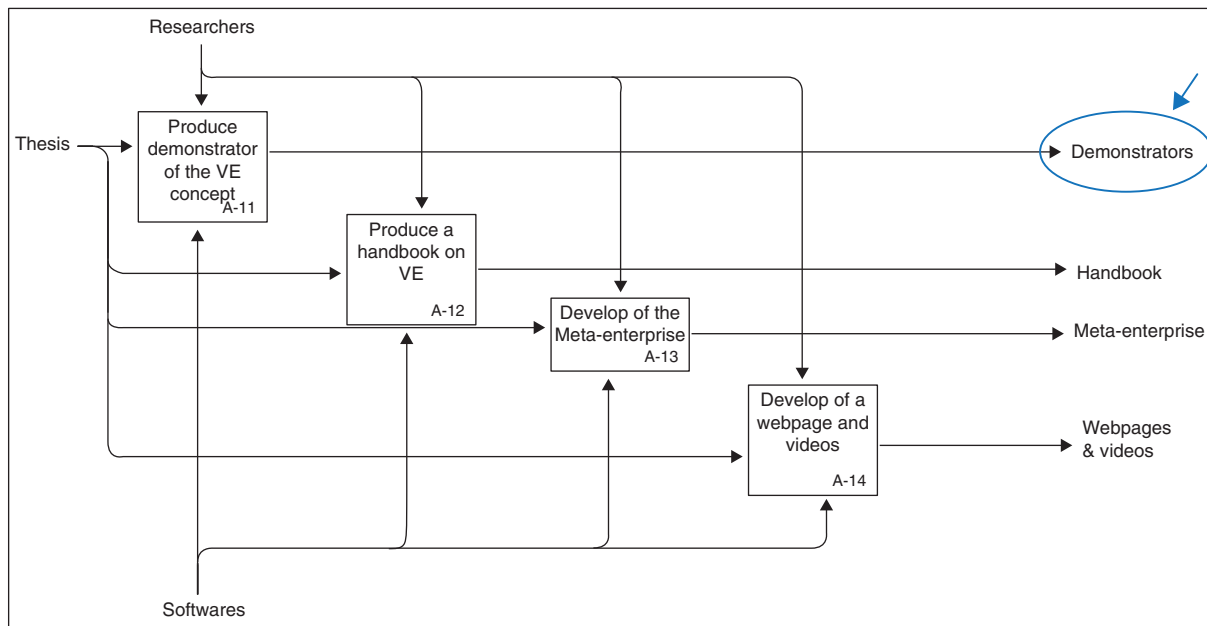 Researchers
Thesis
Produce
demonstrator
of the VE
concept
A-11
Demonstrators
Produce a
handbook on
VE
A-12
Handbook
Develop of the
Meta-enterprise
A-13
Meta-enterprise
Develop of a
webpage and
videos
A-14
Webpages
& videos
Softwares